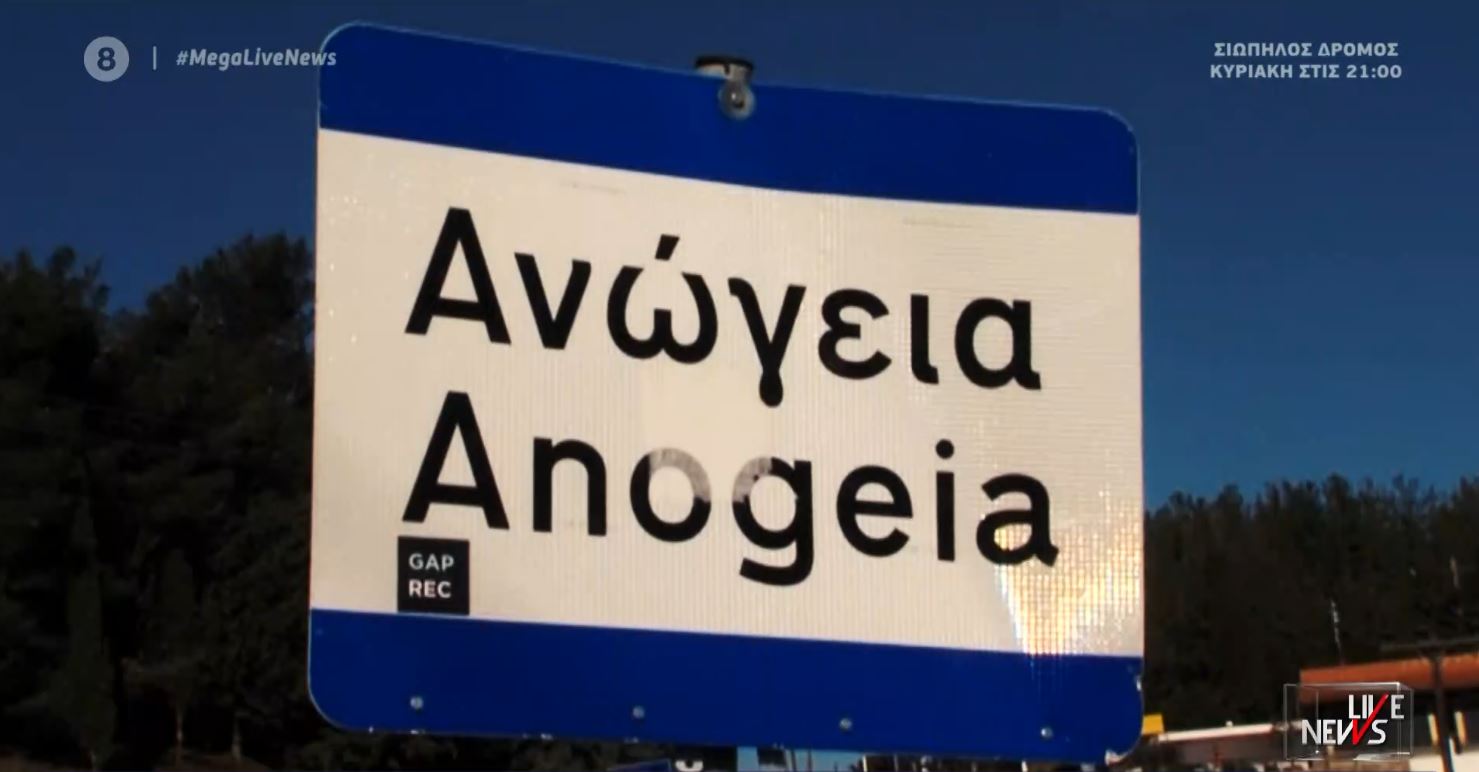 8 | #MegaLiveNews
ΣΙΩΠΗΛΟΣ ΔΡΟΜΟΣ
ΚΥΡΙΑΚΗ ΣΤΙΣ 21:00
Ανώγεια
Anogeia
GAP
REC
LIVE
NEWS